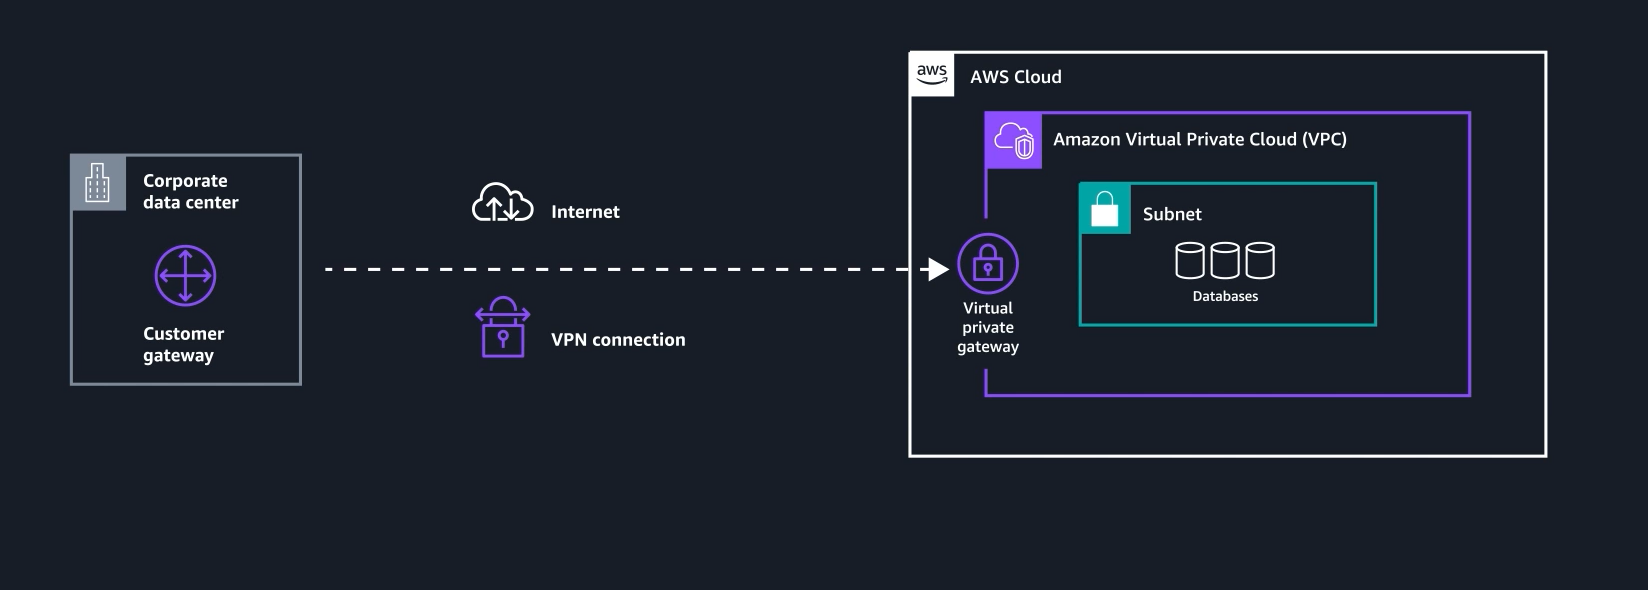 Corporate
data center
Customer
gateway
Internet
VPN connection
aws
AWS Cloud
Amazon Virtual Private Cloud (VPC)
Subnet
Databases
Virtual
private
gateway